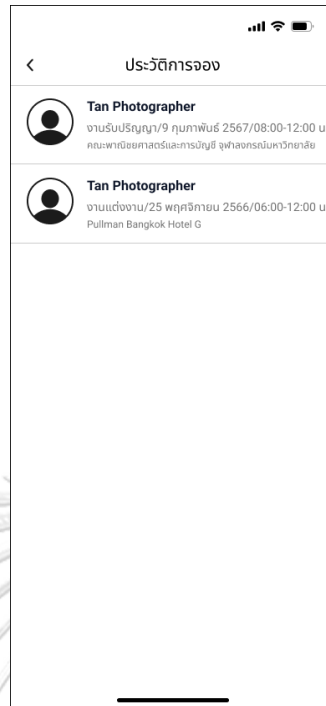 ประวัติการจอง
Tan Photographer
งานรับปริญญา/9 กุมภาพันธ์ 2567/08:00-12:00 น
คณะพาณิชยศาสตร์และการบัญชี จุฬาลงกรณ์มหาวิทยาลัย
Tan Photographer
งานแต่งงาน/25 พฤศจิกายน 2566/06:00-12:00 น
Pullman Bangkok Hotel G